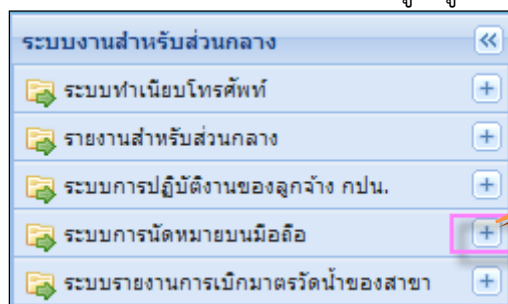 ระบบงานสำหรับส่วนกลาง
ระบบทำเนียบโทรศัพท์
รายงานสำหรับส่วนกลาง
ระบบการปฏิบัติงานของลูกจ้าง กปน.
ระบบการนัดหมายบนมือถือ
ระบบรายงานการเบิกมาตรวัดน้ำของสาขา